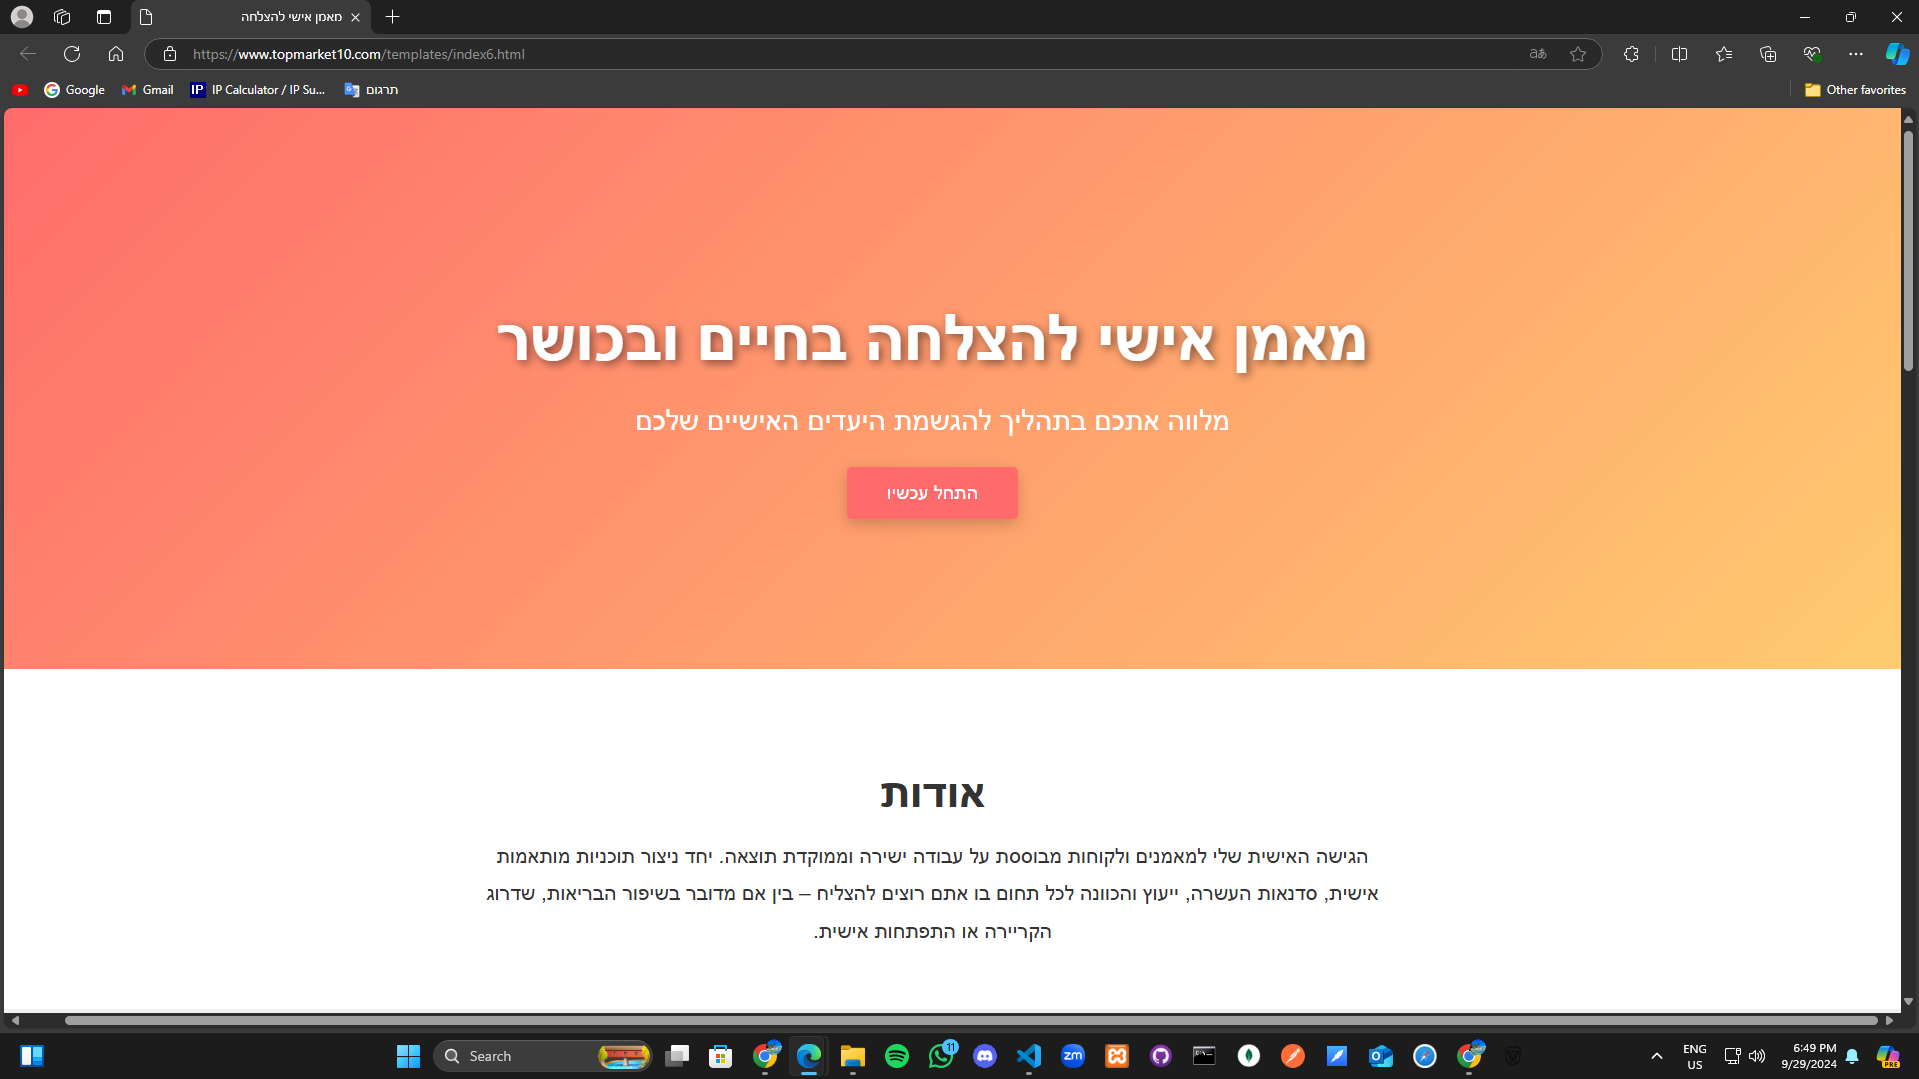 מאמן אישי להצלחה
https://www.topmarket10.com/templates/index6.html
Google
Gmail
IP
IP Calculator / IP Su...
תרגום
Other favorites
מאמן אישי להצלחה בחיים ובכושר
מלווה אתכם בתהליך להגשמת היעדים האישיים שלכם
התחל עכשיו
אודות
הגישה האישית שלי למאמנים ולקוחות מבוססת על עבודה ישירה וממוקדת תוצאה. יחד ניצור תוכניות מותאמות
אישית, סדנאות העשרה, ייעוץ והכוונה לכל תחום בו אתם רוצים להצליח – בין אם מדובר בשיפור הבריאות, שדרוג
הקריירה או התפתחות אישית.
Search
11
zm
ENG
US
6:49 PM
9/29/2024
PRE